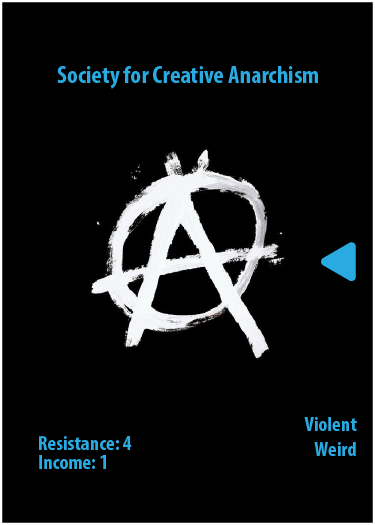 Society for Creative Anarchism
Violent
Resistance: 4
Weird
Income: 1